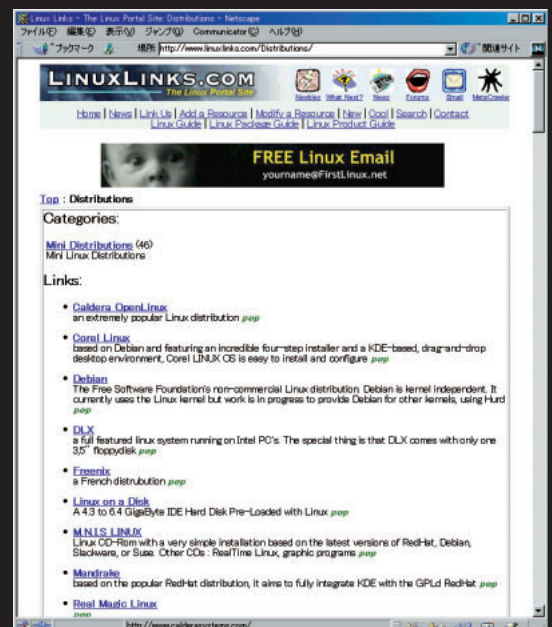 Linux Links - The Linux Portal Site: Distributions - Netscape
ファイル(F) 編集(E) 表示(V) ジャンプ(G) Communicator(C) ヘルプ(H)
ブックマーク 場所 http://www.linuxlinks.com/Distributions/ 関連サイト
LINUXLINKS.COM
The Linux Portal Site
Newbies What Next? News Forums Email MetaCrawler
Home | News | Link Us | Add a Resource | Modify a Resource | New | Cool | Search | Contact
Linux Guide | Linux Package Guide | Linux Product Guide
FREE Linux Email
yourname@FirstLinux.net
Top : Distributions
Categories:
Mini Distributions (46)
Mini Linux Distributions
Links:
• Caldera OpenLinux
an extremely popular Linux distribution pop
• Corel Linux
based on Debian and featuring an incredible four-step installer and a KDE-based, drag-and-drop
desktop environment, Corel LINUX OS is easy to install and configure pop
• Debian
The Free Software Foundation's non-commercial Linux distribution. Debian is kernel independent. It
currently uses the Linux kernel but work is in progress to provide Debian for other kernels, using Hurd
pop
• DLX
a full featured linux system running on Intel PC's. The special thing is that DLX comes with only one
3,5" floppydisk pop
• Freenix
a French distrubution pop
• Linux on a Disk
A 4.3 to 6.4 GigaByte IDE Hard Disk Pre-Loaded with Linux pop
• M.N.I.S LINUX
Linux CD-Rom with a very simple installation based on the latest versions of RedHat, Debian,
Slackware, or Suse. Other CDs : RealTime Linux, graphic programs pop
• Mandrake
based on the popular RedHat distribution, it aims to fully integrate KDE with the GPLd RedHat pop
• Real Magic Linux
pop
http://www.calderasystems.com/